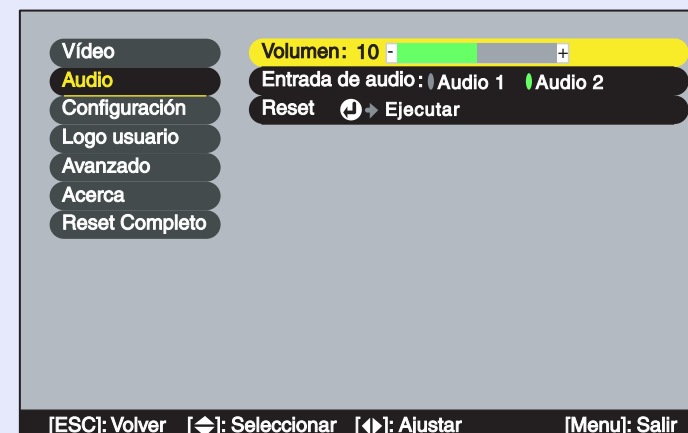 Vídeo
Audio
Configuración
Logo usuario
Avanzado
Acerca
Reset Completo
Volumen: 10 - +
Entrada de audio: Audio 1 Audio 2
Reset Ejecutar
[ESC]: Volver []: Seleccionar []: Ajustar [Menu]: Salir